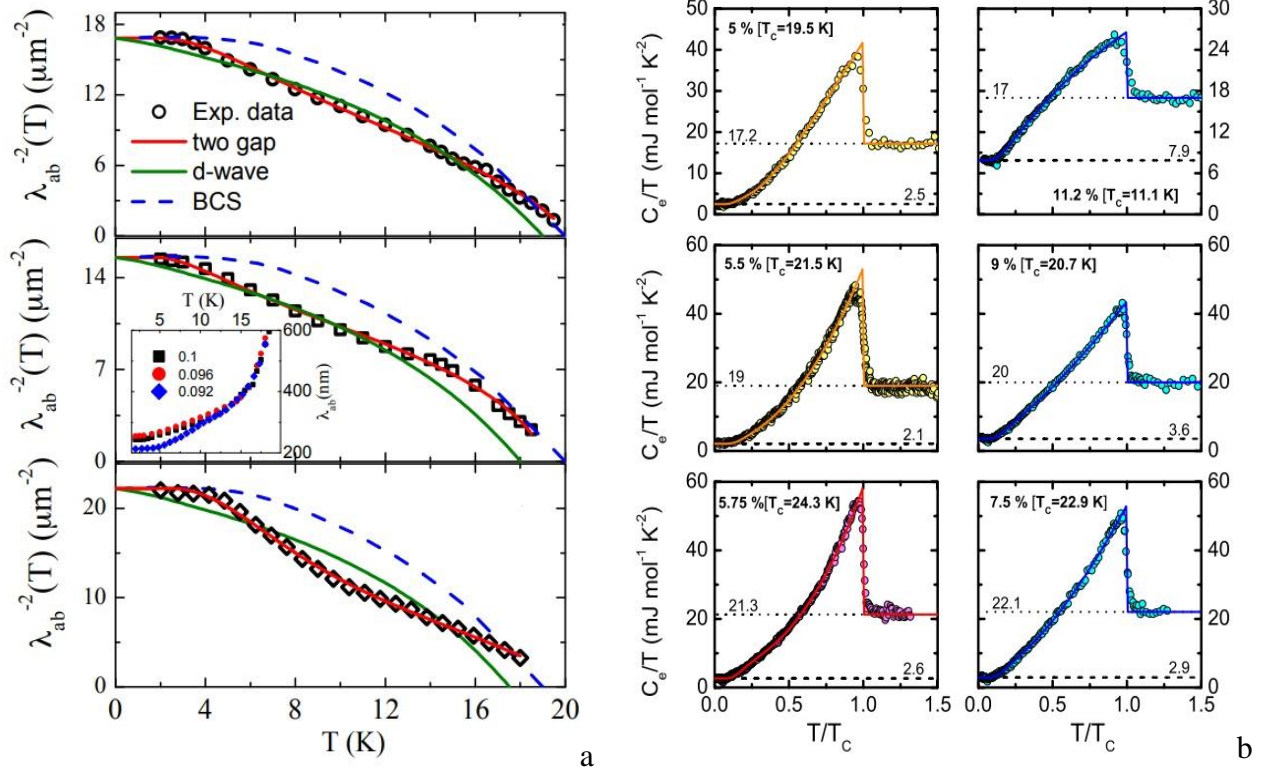 18
12
6
0
λab-2(T) (μm-2)
Exp. data
two gap
d-wave
BCS
14
7
0
λab-2(T) (μm-2)
T (K)
5 10 15
600
400
200
λab(nm)
0.1
0.096
0.092
20
10
0
λab-2(T) (μm-2)
0 4 8 12 16 20
T (K)
a
50
40
30
20
10
0
Ce/T (mJ mol-1 K-2)
5 % [TC=19.5 K]
17.2
2.5
30
24
18
12
6
0
17
7.9
11.2 % [TC=11.1 K]
60
40
20
0
Ce/T (mJ mol-1 K-2)
5.5 % [TC=21.5 K]
19
2.1
60
40
20
0
9 % [TC=20.7 K]
20
3.6
60
40
20
0
Ce/T (mJ mol-1 K-2)
5.75 %[TC=24.3 K]
21.3
2.6
60
40
20
0
7.5 % [TC=22.9 K]
22.1
2.9
0.0 0.5 1.0 1.5
T/TC
0.0 0.5 1.0 1.5
T/TC
b